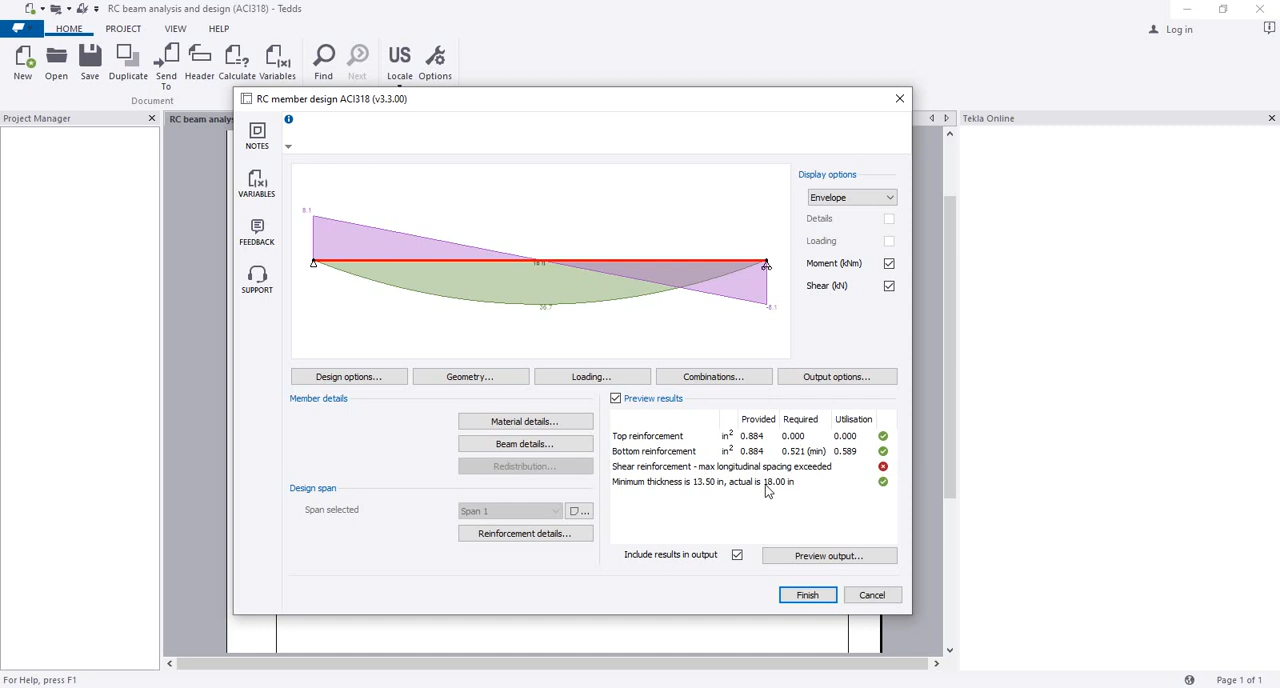 RC beam analysis and design (ACI318) - Tedds
HOME PROJECT VIEW HELP
Log in
New Open Save Duplicate Send To Header Calculate Variables Find Next US Locale Options
Document
Project Manager
RC beam analys
Tekla Online
RC member design ACI318 (v3.3.00)
NOTES
VARIABLES
FEEDBACK
SUPPORT
8.1
36.7
-8.1
Display options
Envelope
Details
Loading
Moment (kNm)
Shear (kN)
Design options... Geometry... Loading... Combinations... Output options...
Member details
Material details...
Beam details...
Redistribution...
Design span
Span selected Span 1 ...
Reinforcement details...
Preview results
Provided Required Utilisation
Top reinforcement in2 0.884 0.000 0.000
Bottom reinforcement in2 0.884 0.521 (min) 0.589
Shear reinforcement - max longitudinal spacing exceeded
Minimum thickness is 13.50 in, actual is 18.00 in
Include results in output
Preview output...
Finish Cancel
For Help, press F1
Page 1 of 1